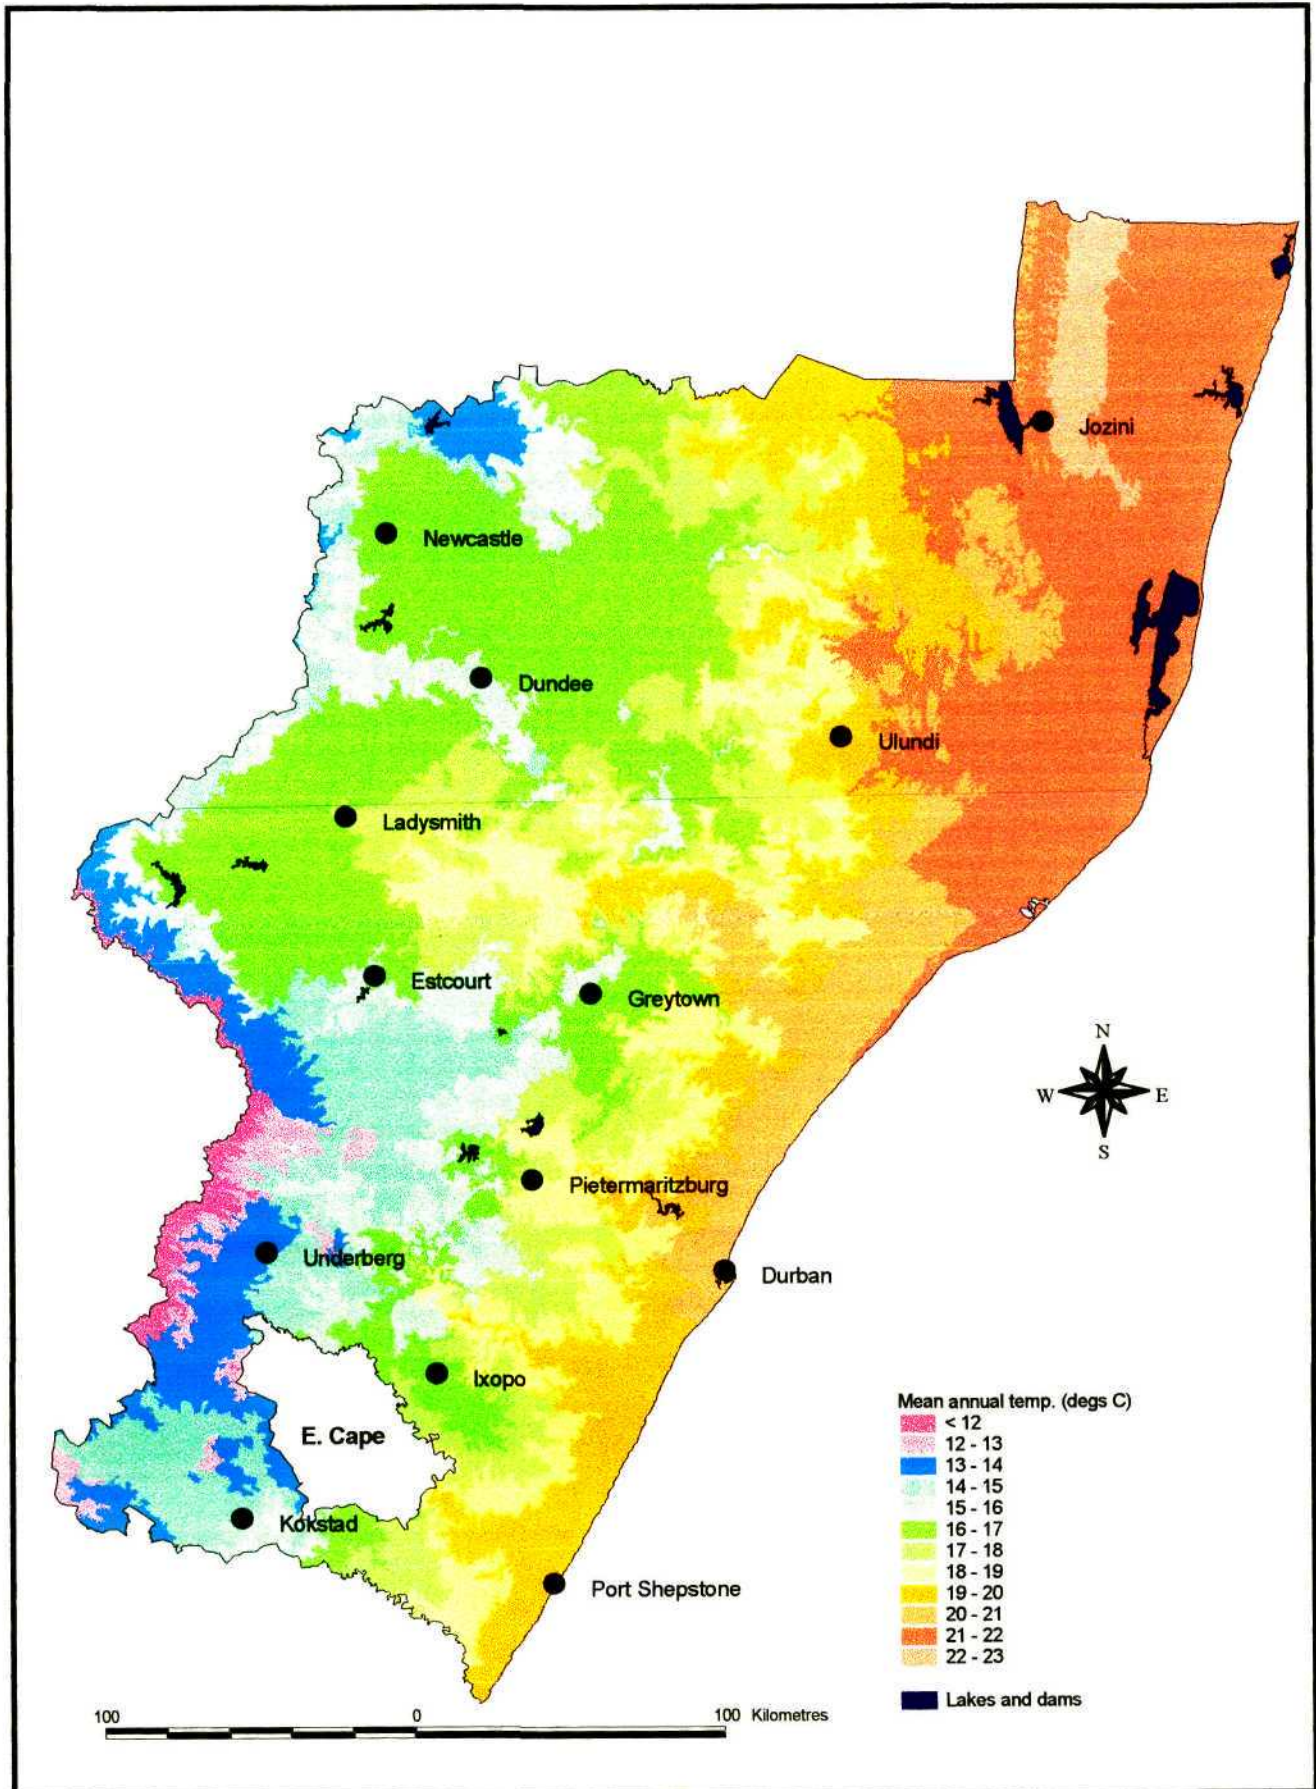 Jozini
Newcastle
Dundee
Ulundi
Ladysmith
Estcourt
Greytown
N
W
E
S
Pietermaritzburg
Underberg
Durban
Ixopo
E. Cape
Kokstad
Port Shepstone
Mean annual temp. (degs C)
< 12
12 - 13
13 - 14
14 - 15
15 - 16
16 - 17
17 - 18
18 - 19
19 - 20
20 - 21
21 - 22
22 - 23
Lakes and dams
100 0 100 Kilometres